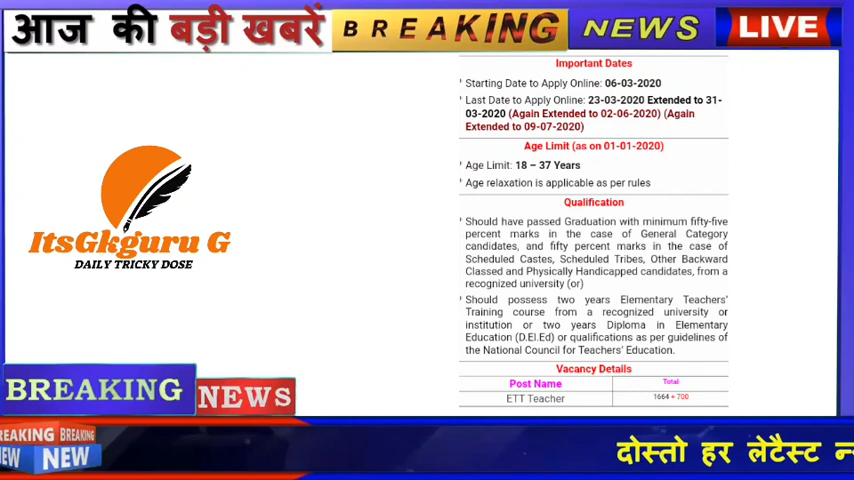 आज की बड़ी खबरें BREAKING NEWS LIVE
Important Dates
Starting Date to Apply Online: 06-03-2020
Last Date to Apply Online: 23-03-2020 Extended to 31-
03-2020 (Again Extended to 02-06-2020) (Again
Extended to 09-07-2020)
Age Limit (as on 01-01-2020)
Age Limit: 18 – 37 Years
Age relaxation is applicable as per rules
Qualification
Should have passed Graduation with minimum fifty-five
percent marks in the case of General Category
candidates, and fifty percent marks in the case of
Scheduled Castes, Scheduled Tribes, Other Backward
Classed and Physically Handicapped candidates, from a
recognized university (or)
Should possess two years Elementary Teachers'
Training course from a recognized university or
institution or two years Diploma in Elementary
Education (D.El.Ed) or qualifications as per guidelines of
the National Council for Teachers' Education.
Vacancy Details
Post Name Total
ETT Teacher 1664 + 700
ItsGkguru G
DAILY TRICKY DOSE
BREAKING NEWS
BREAKING BREAKING
NEW NEW
दोस्तो हर लेटैस्ट